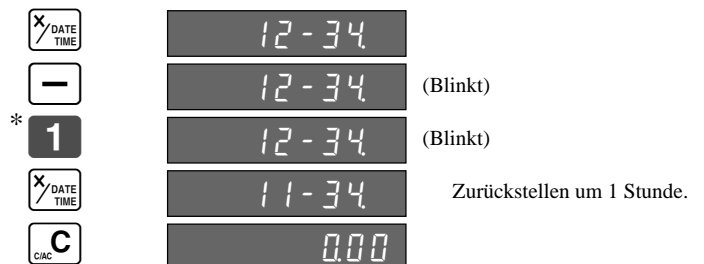 X/DATE TIME 12-34.
— 12-34. (Blinkt)
* 1 12-34. (Blinkt)
X/DATE TIME 11-34. Zurückstellen um 1 Stunde.
C/AC C 0.00